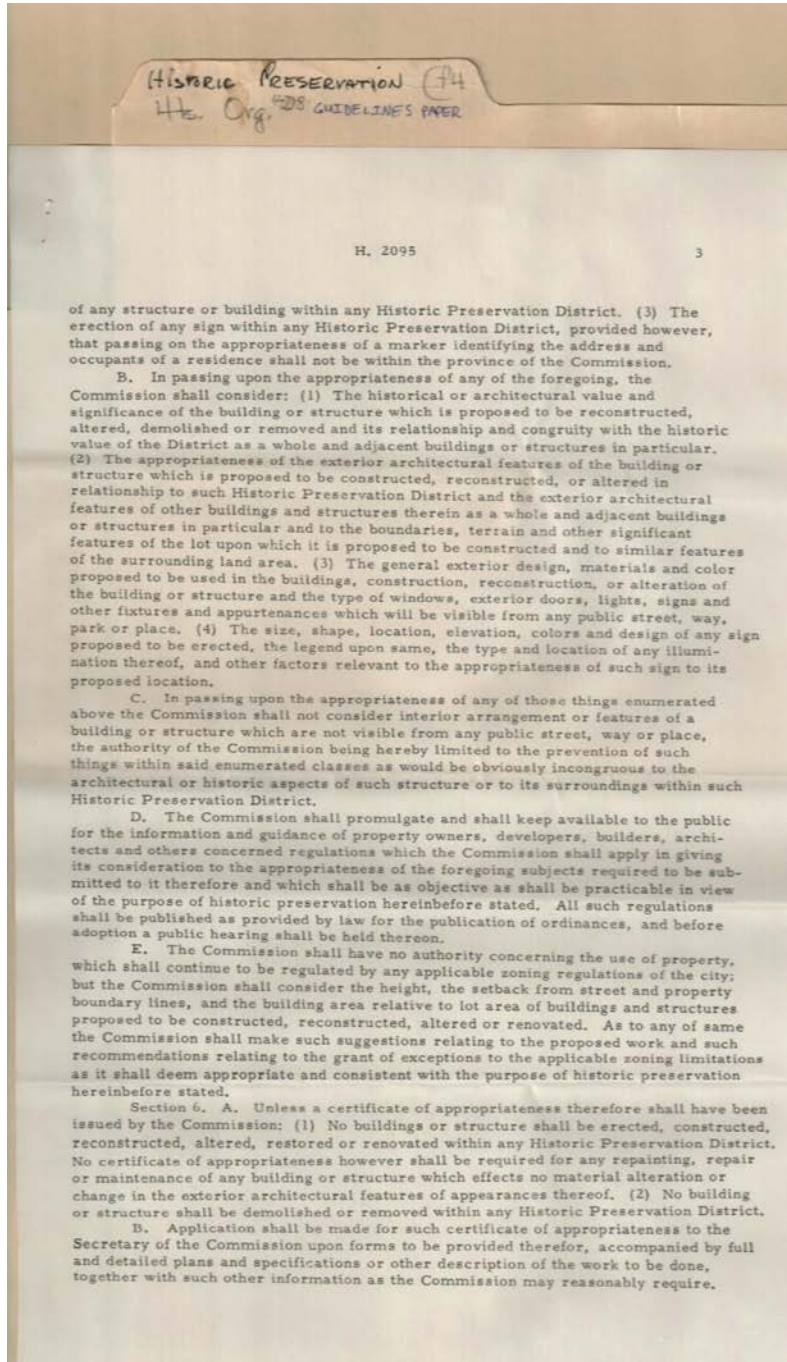 HISTORIC PRESERVATION P4
Org. GUIDELINES PAPER
H. 2095 3
of any structure or building within any Historic Preservation District. (3) The
erection of any sign within any Historic Preservation District, provided however,
that passing on the appropriateness of a marker identifying the address and
occupants of a residence shall not be within the province of the Commission.
B. In passing upon the appropriateness of any of the foregoing, the
Commission shall consider: (1) The historical or architectural value and
significance of the building or structure which is proposed to be reconstructed,
altered, demolished or removed and its relationship and congruity with the historic
value of the District as a whole and adjacent buildings or structures in particular.
(2) The appropriateness of the exterior architectural features of the building or
structure which is proposed to be constructed, reconstructed, or altered in
relationship to such Historic Preservation District and the exterior architectural
features of other buildings and structures therein as a whole and adjacent buildings
or structures in particular and to the boundaries, terrain and other significant
features of the lot upon which it is proposed to be constructed and to similar features
of the surrounding land area. (3) The general exterior design, materials and color
proposed to be used in the buildings, construction, reconstruction, or alteration of
the building or structure and the type of windows, exterior doors, lights, signs and
other fixtures and appurtenances which will be visible from any public street, way,
park or place. (4) The size, shape, location, elevation, colors and design of any sign
proposed to be erected, the legend upon same, the type and location of any illumi-
nation thereof, and other factors relevant to the appropriateness of such sign to its
proposed location.
C. In passing upon the appropriateness of any of those things enumerated
above the Commission shall not consider interior arrangement or features of a
building or structure which are not visible from any public street, way or place,
the authority of the Commission being hereby limited to the prevention of such
things within said enumerated classes as would be obviously incongruous to the
architectural or historic aspects of such structure or to its surroundings within such
Historic Preservation District.
D. The Commission shall promulgate and shall keep available to the public
for the information and guidance of property owners, developers, builders, archi-
tects and others concerned regulations which the Commission shall apply in giving
its consideration to the appropriateness of the foregoing subjects required to be sub-
mitted to it therefore and which shall be as objective as shall be practicable in view
of the purpose of historic preservation hereinbefore stated. All such regulations
shall be published as provided by law for the publication of ordinances, and before
adoption a public hearing shall be held thereon.
E. The Commission shall have no authority concerning the use of property,
which shall continue to be regulated by any applicable zoning regulations of the city;
but the Commission shall consider the height, the setback from street and property
boundary lines, and the building area relative to lot area of buildings and structures
proposed to be constructed, reconstructed, altered or renovated. As to any of same
the Commission shall make such suggestions relating to the proposed work and such
recommendations relating to the grant of exceptions to the applicable zoning limitations
as it shall deem appropriate and consistent with the purpose of historic preservation
hereinbefore stated.
Section 6. A. Unless a certificate of appropriateness therefore shall have been
issued by the Commission: (1) No buildings or structure shall be erected, constructed,
reconstructed, altered, restored or renovated within any Historic Preservation District.
No certificate of appropriateness however shall be required for any repainting, repair
or maintenance of any building or structure which effects no material alteration or
change in the exterior architectural features of appearances thereof. (2) No building
or structure shall be demolished or removed within any Historic Preservation District.
B. Application shall be made for such certificate of appropriateness to the
Secretary of the Commission upon forms to be provided therefor, accompanied by full
and detailed plans and specifications or other description of the work to be done,
together with such other information as the Commission may reasonably require.